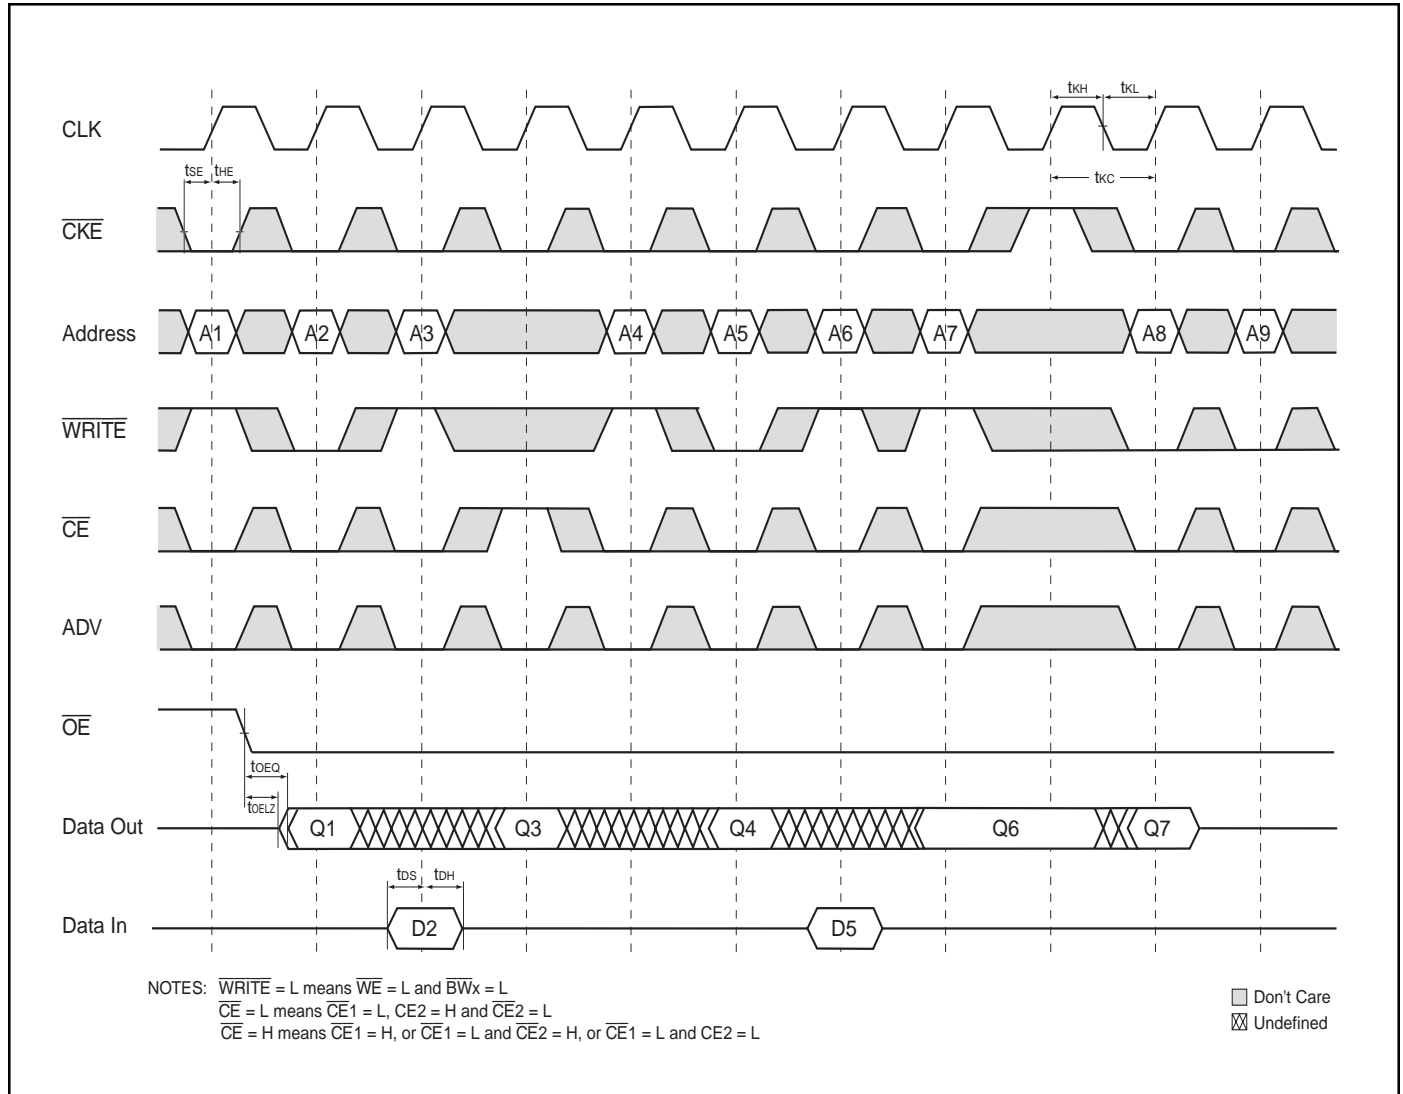 tKH tKL
CLK
tSE tHE
tKC
CKE
Address A1 A2 A3 A4 A5 A6 A7 A8 A9
WRITE
CE
ADV
OE
tOEQ
tOELZ
Data Out Q1 Q3 Q4 Q6 Q7
tDS tDH
Data In D2 D5
NOTES: WRITE = L means WE = L and BWx = L
CE = L means CE1 = L, CE2 = H and CE2 = L
CE = H means CE1 = H, or CE1 = L and CE2 = H, or CE1 = L and CE2 = L
Don't Care
Undefined